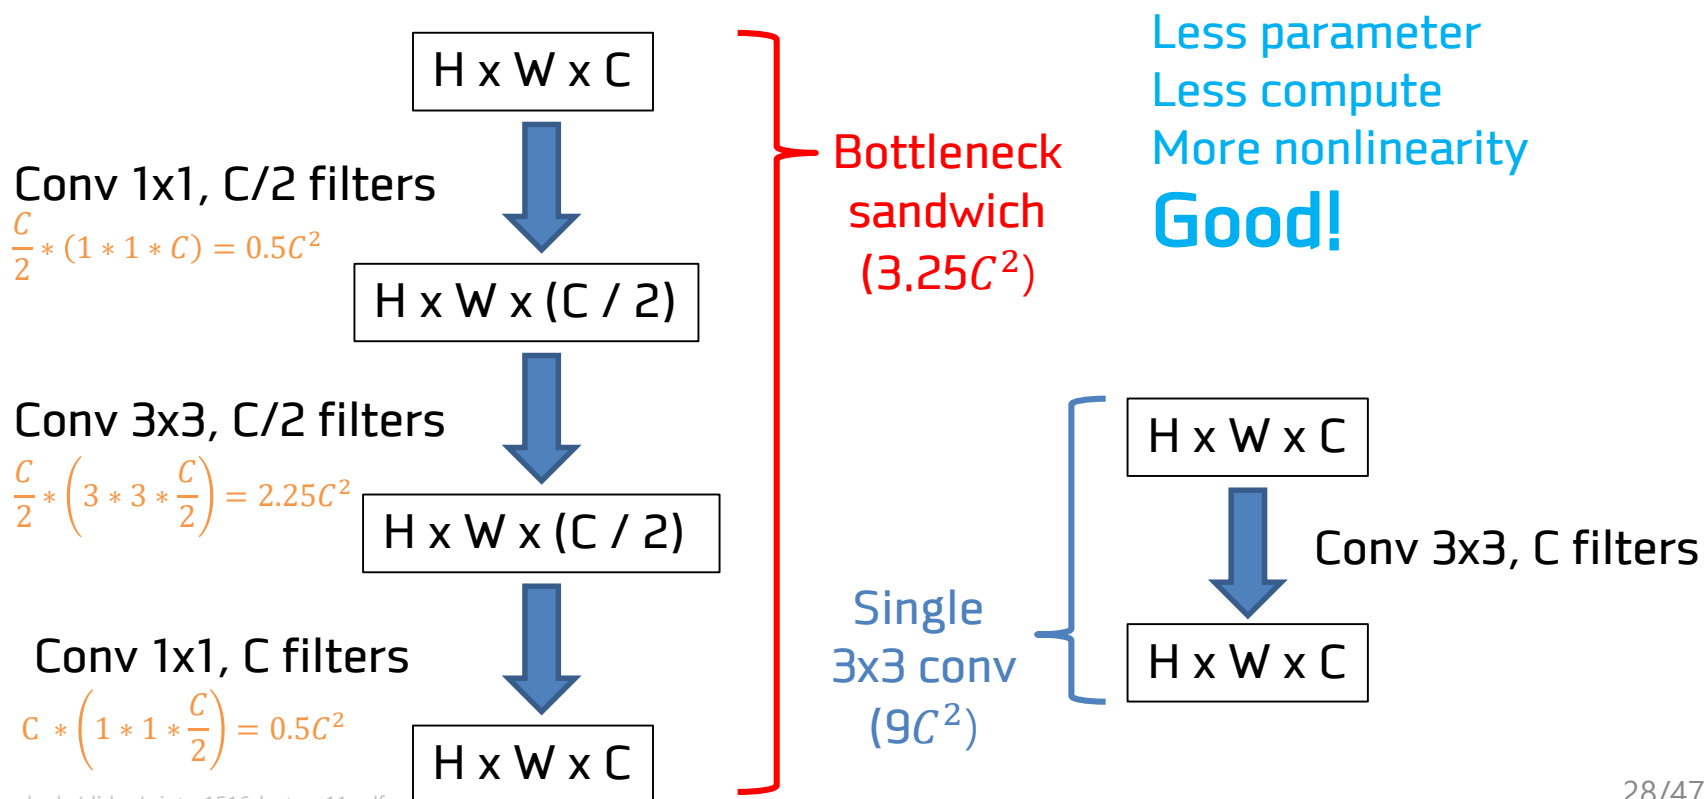 H x W x C
Conv 1x1, C/2 filters
C/2 * (1 * 1 * C) = 0.5C²
H x W x (C / 2)
Conv 3x3, C/2 filters
C/2 * (3 * 3 * C/2) = 2.25C²
H x W x (C / 2)
Conv 1x1, C filters
C * (1 * 1 * C/2) = 0.5C²
H x W x C
Bottleneck
sandwich
(3.25C²)
Less parameter
Less compute
More nonlinearity
Good!
Single
3x3 conv
(9C²)
H x W x C
Conv 3x3, C filters
H x W x C
28/47